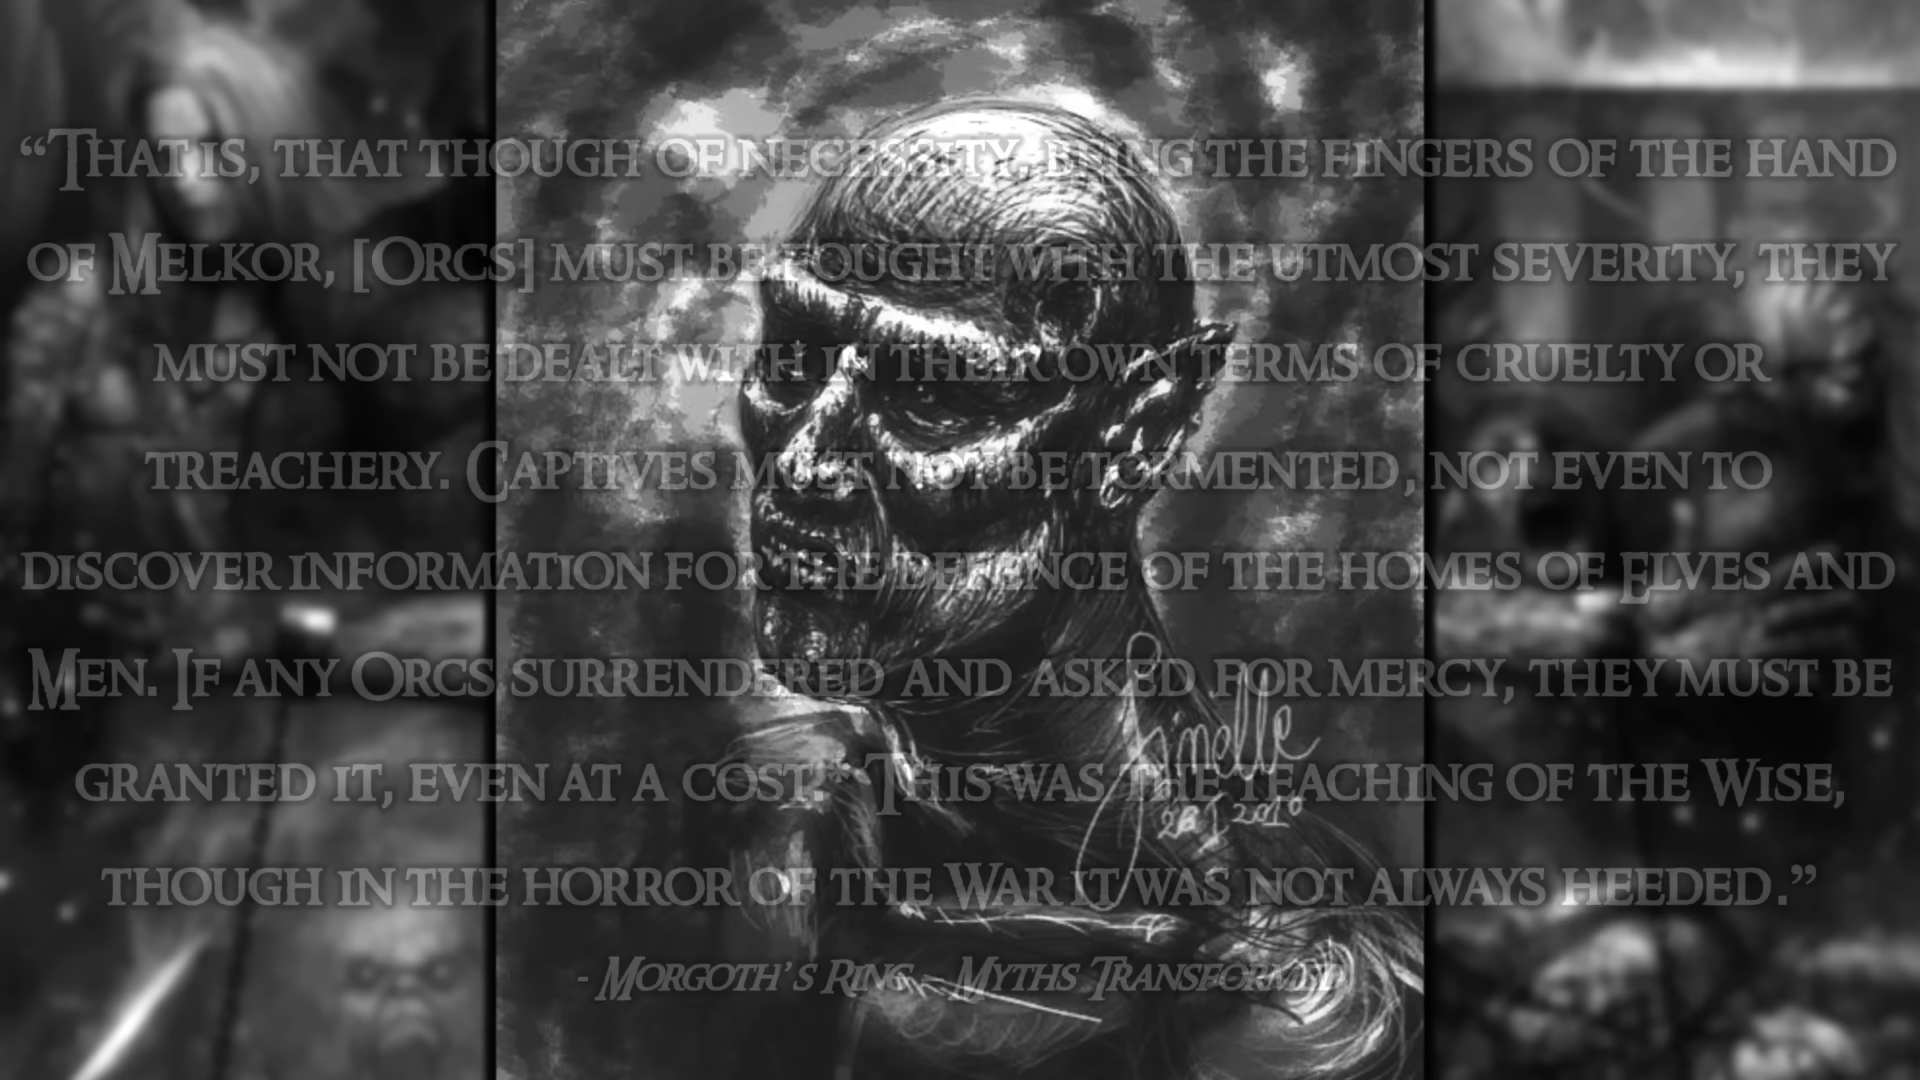 “That is, that though of necessity, being the fingers of the hand
of Melkor, [Orcs] must be fought with the utmost severity, they
must not be dealt with in their own terms of cruelty or
treachery. Captives must not be tormented, not even to
discover information for the defence of the homes of Elves and
Men. If any Orcs surrendered and asked for mercy, they must be
granted it, even at a cost.* This was the teaching of the Wise,
though in the horror of the War it was not always heeded.”
- Morgoth’s Ring - Myths Transformed